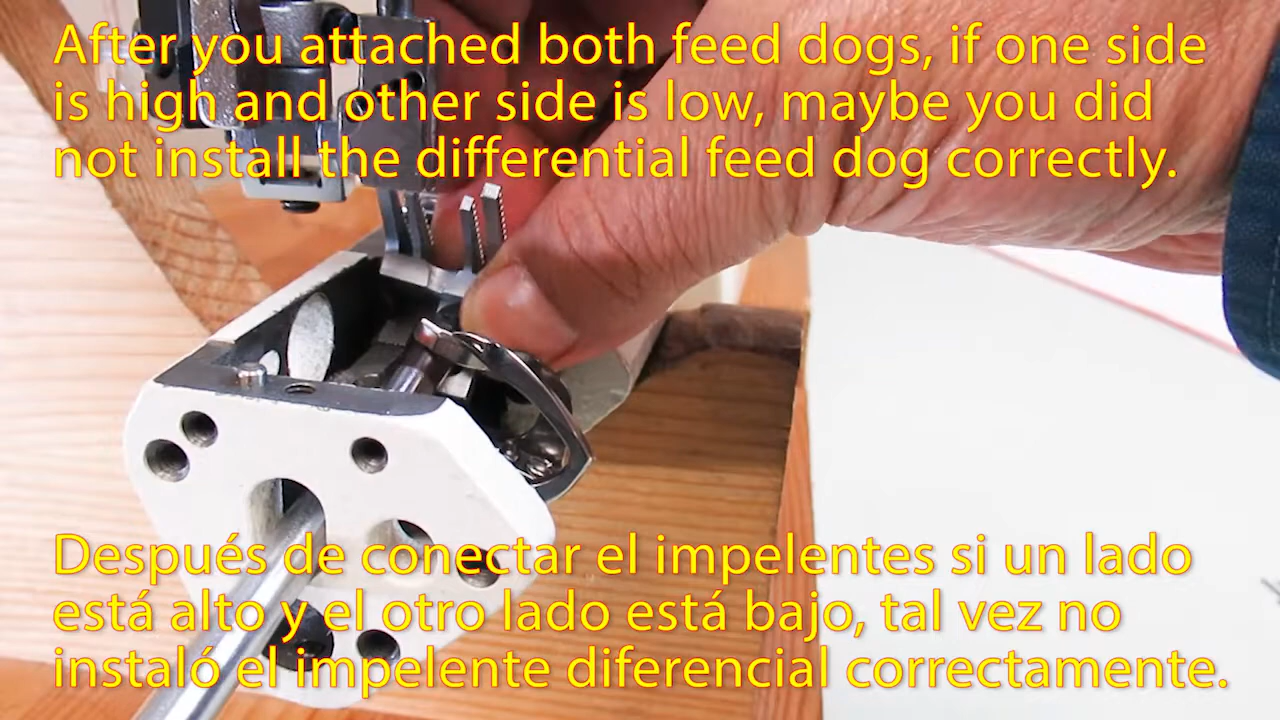 After you attached both feed dogs, if one side
is high and other side is low, maybe you did
not install the differential feed dog correctly.
Después de conectar el impelentes si un lado
está alto y el otro lado está bajo, tal vez no
instaló el impelente diferencial correctamente.